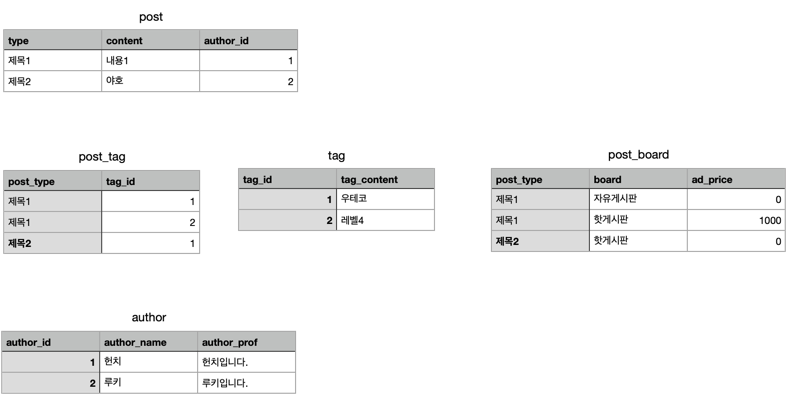 post
type content author_id
제목1 내용1 1
제목2 야호 2
post_tag
post_type tag_id
제목1 1
제목1 2
제목2 1
tag
tag_id tag_content
1 우테코
2 레벨4
post_board
post_type board ad_price
제목1 자유게시판 0
제목1 핫게시판 1000
제목2 핫게시판 0
author
author_id author_name author_prof
1 헌치 헌치입니다.
2 루키 루키입니다.